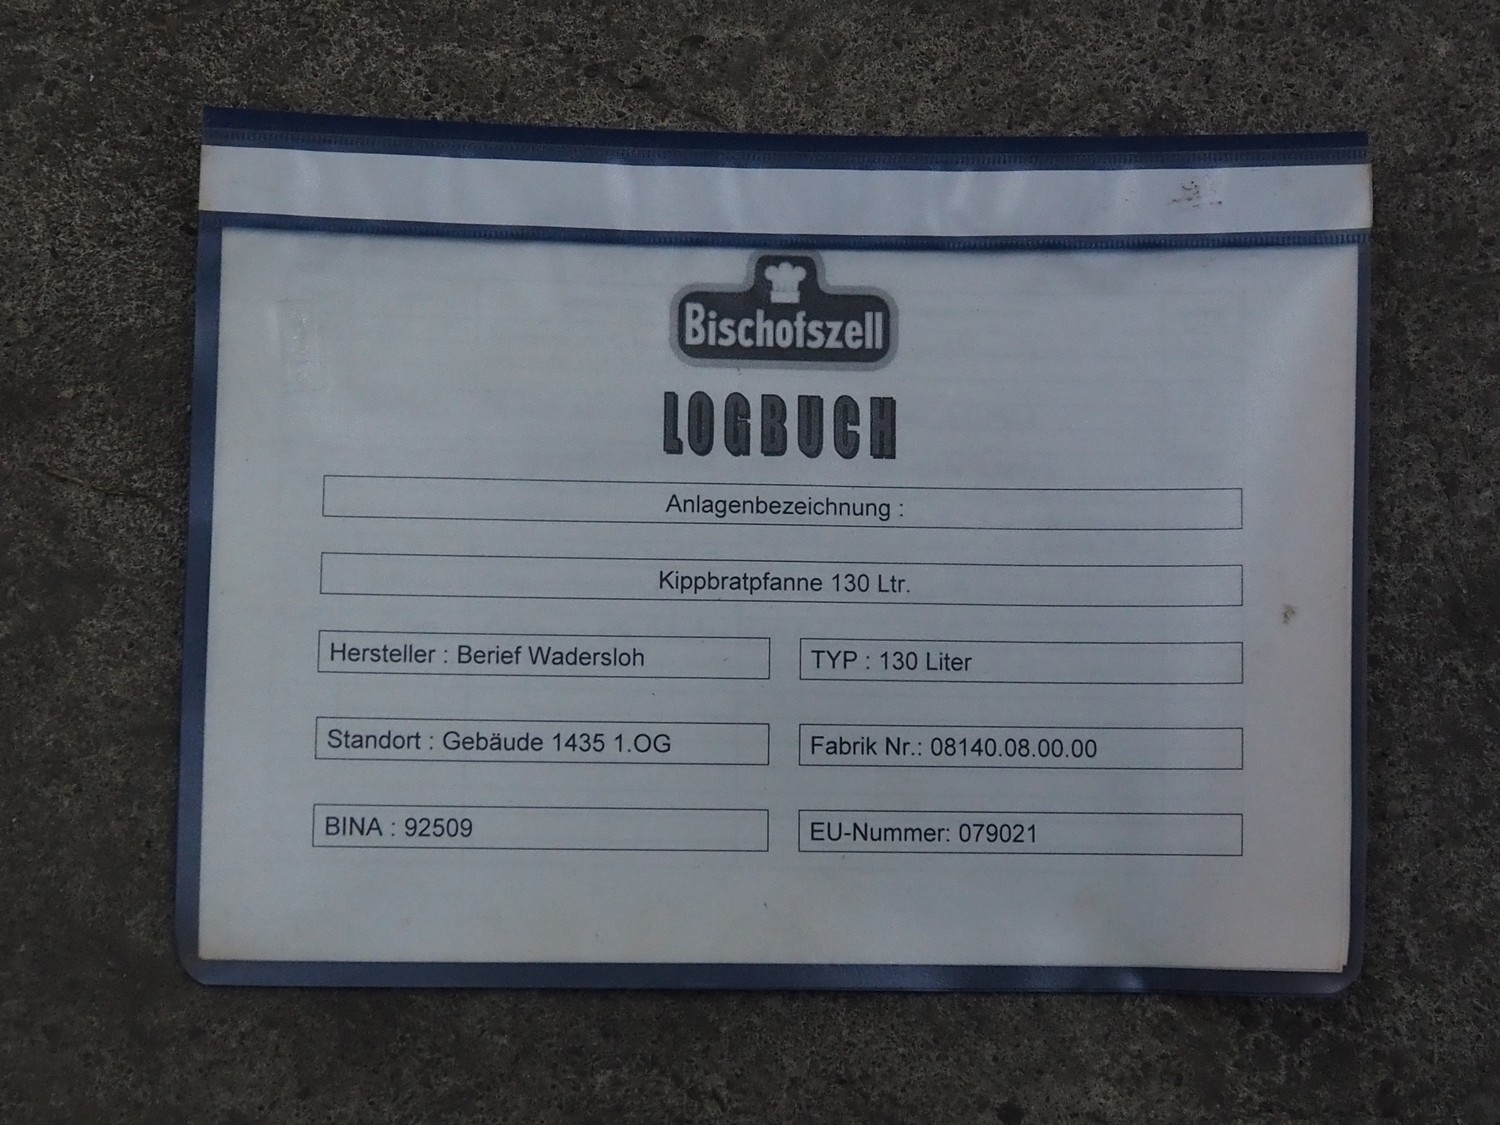 Bischofszell
LOGBUCH
Anlagenbezeichnung :
Kippbratpfanne 130 Ltr.
Hersteller : Berief Wadersloh
TYP : 130 Liter
Standort : Gebäude 1435 1.OG
Fabrik Nr.: 08140.08.00.00
BINA : 92509
EU-Nummer: 079021